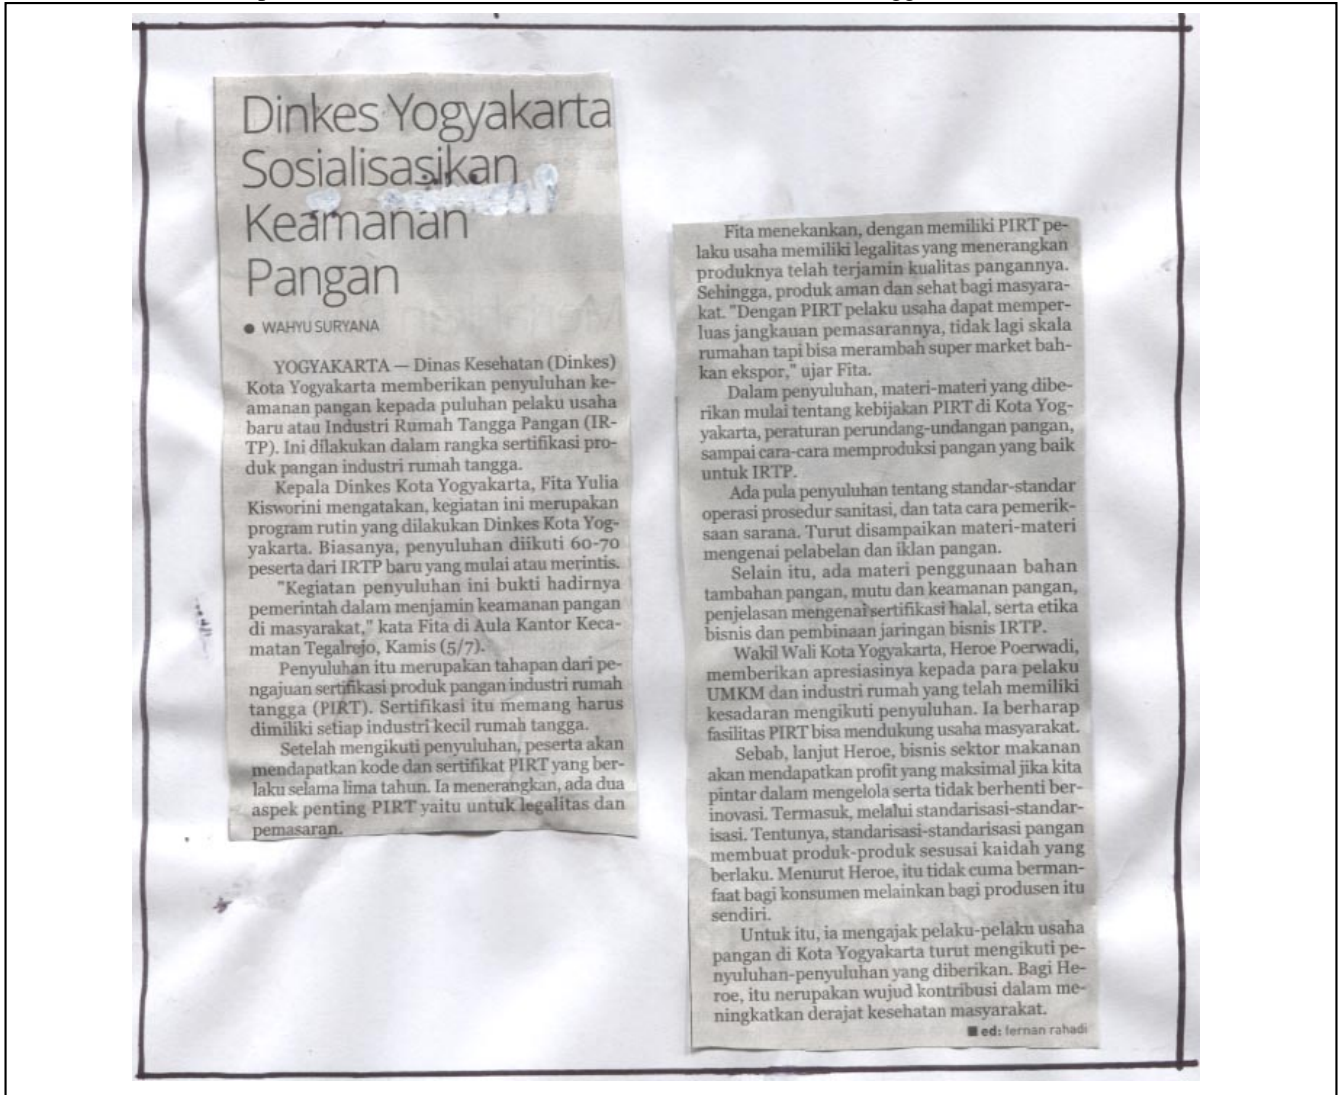 Dinkes Yogyakarta
Sosialisasikan
Keamanan
Pangan
● WAHYU SURYANA
YOGYAKARTA — Dinas Kesehatan (Dinkes)
Kota Yogyakarta memberikan penyuluhan ke-
amanan pangan kepada puluhan pelaku usaha
baru atau Industri Rumah Tangga Pangan (IR-
TP). Ini dilakukan dalam rangka sertifikasi pro-
duk pangan industri rumah tangga.
Kepala Dinkes Kota Yogyakarta, Fita Yulia
Kisworini mengatakan, kegiatan ini merupakan
program rutin yang dilakukan Dinkes Kota Yog-
yakarta. Biasanya, penyuluhan diikuti 60-70
peserta dari IRTP baru yang mulai atau merintis.
"Kegiatan penyuluhan ini bukti hadirnya
pemerintah dalam menjamin keamanan pangan
di masyarakat," kata Fita di Aula Kantor Keca-
matan Tegalrejo, Kamis (5/7).
Penyuluhan itu merupakan tahapan dari pe-
ngajuan sertifikasi produk pangan industri rumah
tangga (PIRT). Sertifikasi itu memang harus
dimiliki setiap industri kecil rumah tangga.
Setelah mengikuti penyuluhan, peserta akan
mendapatkan kode dan sertifikat PIRT yang ber-
laku selama lima tahun. Ia menerangkan, ada dua
aspek penting PIRT yaitu untuk legalitas dan
pemasaran.
Fita menekankan, dengan memiliki PIRT pe-
laku usaha memiliki legalitas yang menerangkan
produknya telah terjamin kualitas pangannya.
Sehingga, produk aman dan sehat bagi masyara-
kat. "Dengan PIRT pelaku usaha dapat memper-
luas jangkauan pemasarannya, tidak lagi skala
rumahan tapi bisa merambah super market bah-
kan ekspor," ujar Fita.
Dalam penyuluhan, materi-materi yang dibe-
rikan mulai tentang kebijakan PIRT di Kota Yog-
yakarta, peraturan perundang-undangan pangan,
sampai cara-cara memproduksi pangan yang baik
untuk IRTP.
Ada pula penyuluhan tentang standar-standar
operasi prosedur sanitasi, dan tata cara pemerik-
saan sarana. Turut disampaikan materi-materi
mengenai pelabelan dan iklan pangan.
Selain itu, ada materi penggunaan bahan
tambahan pangan, mutu dan keamanan pangan,
penjelasan mengenai sertifikasi halal, serta etika
bisnis dan pembinaan jaringan bisnis IRTP.
Wakil Wali Kota Yogyakarta, Heroe Poerwadi,
memberikan apresiasinya kepada para pelaku
UMKM dan industri rumah yang telah memiliki
kesadaran mengikuti penyuluhan. Ia berharap
fasilitas PIRT bisa mendukung usaha masyarakat.
Sebab, lanjut Heroe, bisnis sektor makanan
akan mendapatkan profit yang maksimal jika kita
pintar dalam mengelola serta tidak berhenti ber-
inovasi. Termasuk, melalui standarisasi-standar-
isasi. Tentunya, standarisasi-standarisasi pangan
membuat produk-produk sesusai kaidah yang
berlaku. Menurut Heroe, itu tidak cuma berman-
faat bagi konsumen melainkan bagi produsen itu
sendiri.
Untuk itu, ia mengajak pelaku-pelaku usaha
pangan di Kota Yogyakarta turut mengikuti pe-
nyuluhan-penyuluhan yang diberikan. Bagi He-
roe, itu nerupakan wujud kontribusi dalam me-
ningkatkan derajat kesehatan masyarakat.
■ ed: fernan rahadi